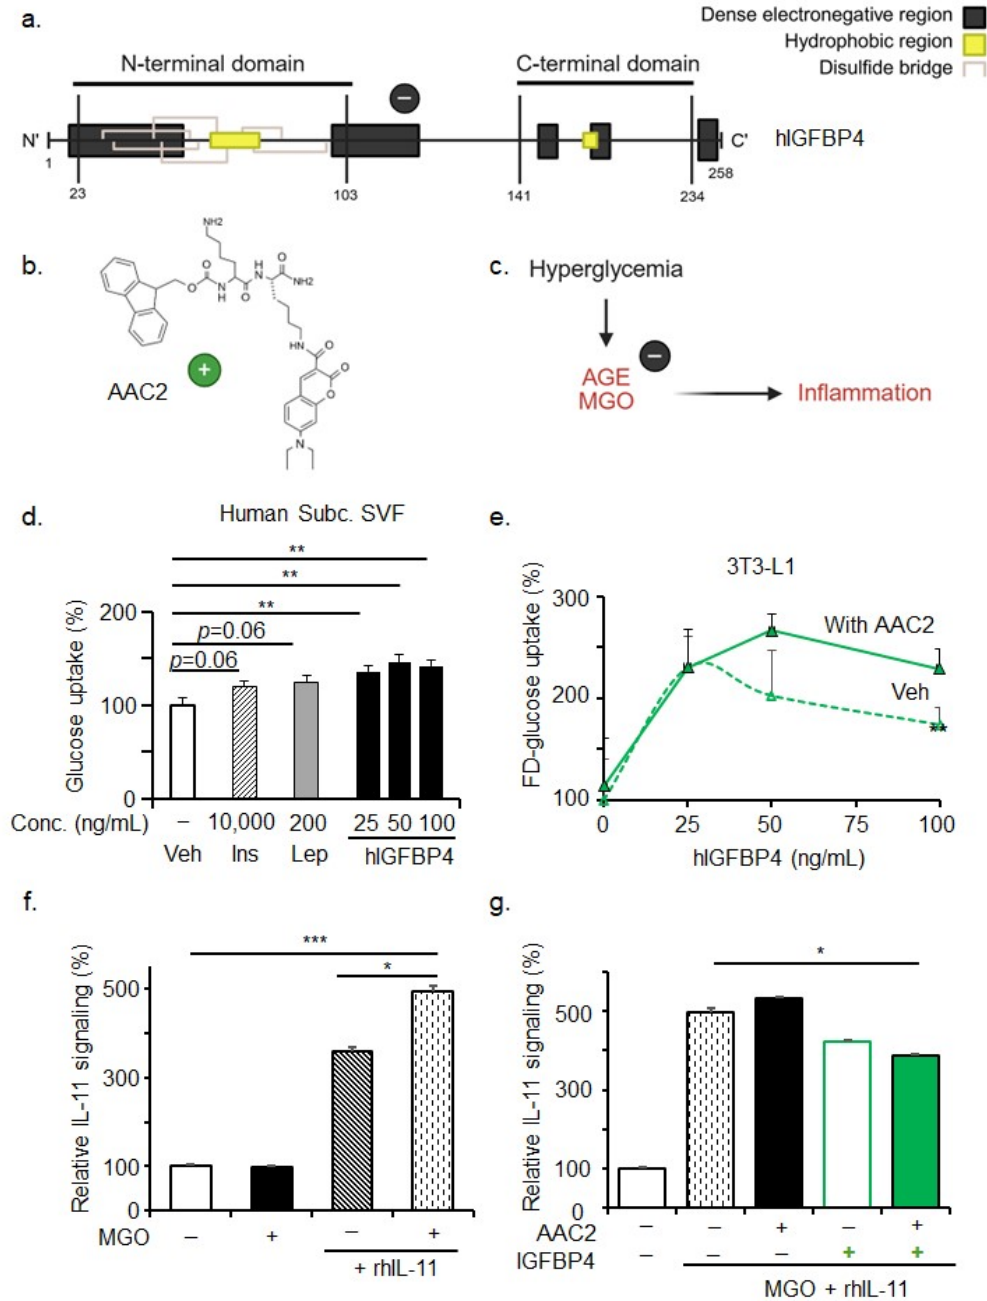 a.
Dense electronegative region
Hydrophobic region
Disulfide bridge
N-terminal domain
C-terminal domain
−
N'
C'
hIGFBP4
1
23
103
141
234
258
b.
NH2
O
O
N
H
O
H
N
O
NH2
HN
O
O
O
N
AAC2
+
c.
Hyperglycemia
−
AGE
MGO
Inflammation
d.
Human Subc. SVF
**
**
**
p=0.06
p=0.06
Glucose uptake (%)
200
100
0
Conc. (ng/mL) – 10,000 200 25 50 100
Veh Ins Lep hIGFBP4
e.
3T3-L1
FD-glucose uptake (%)
300
200
100
With AAC2
Veh
**
0 25 50 75 100
hIGFBP4 (ng/mL)
f.
***
*
Relative IL-11 signaling (%)
500
300
100
0
MGO – + – +
+ rhIL-11
g.
*
Relative IL-11 signaling (%)
500
300
100
0
AAC2 – – + – +
IGFBP4 – – – + +
MGO + rhIL-11